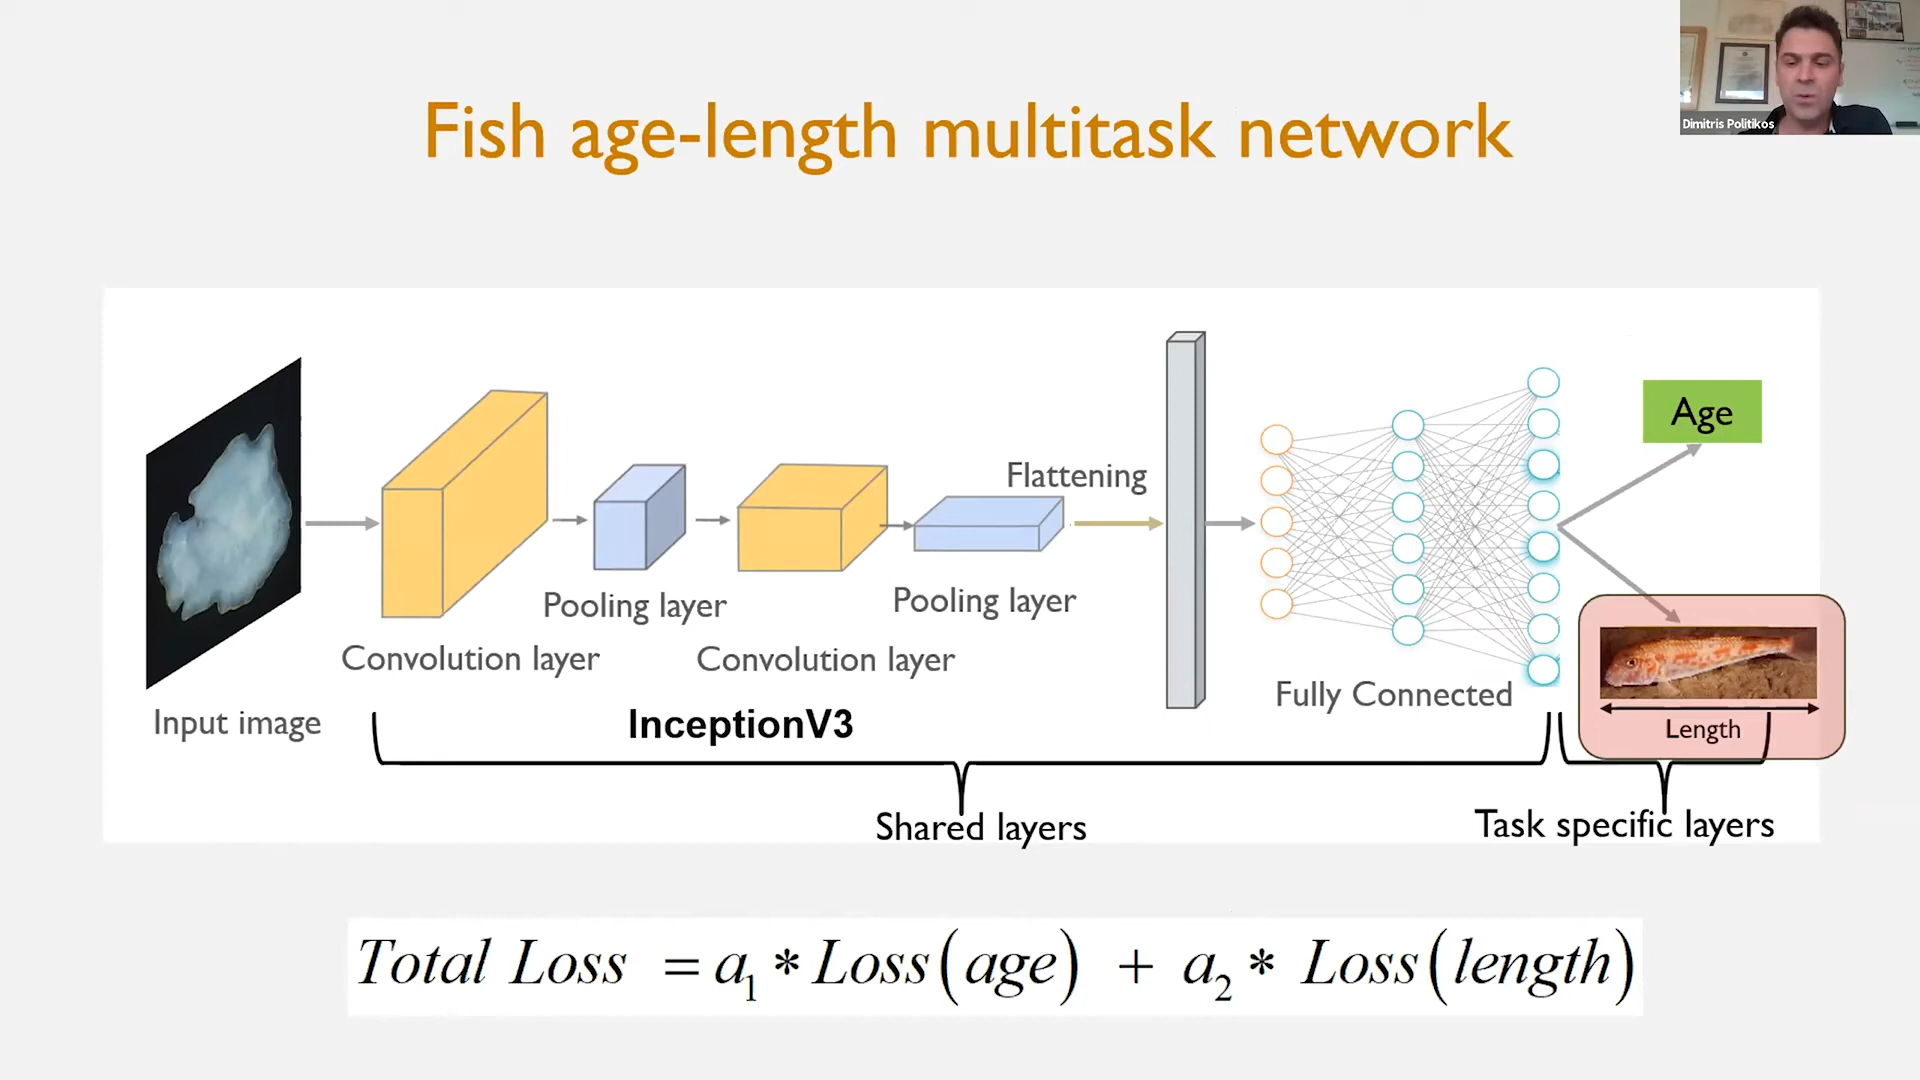 Dimitris Politikos
Fish age-length multitask network
Flattening
Age
Pooling layer
Pooling layer
Convolution layer
Convolution layer
Fully Connected
Input image
InceptionV3
Length
Shared layers
Task specific layers
Total Loss = a₁ * Loss(age) + a₂ * Loss(length)